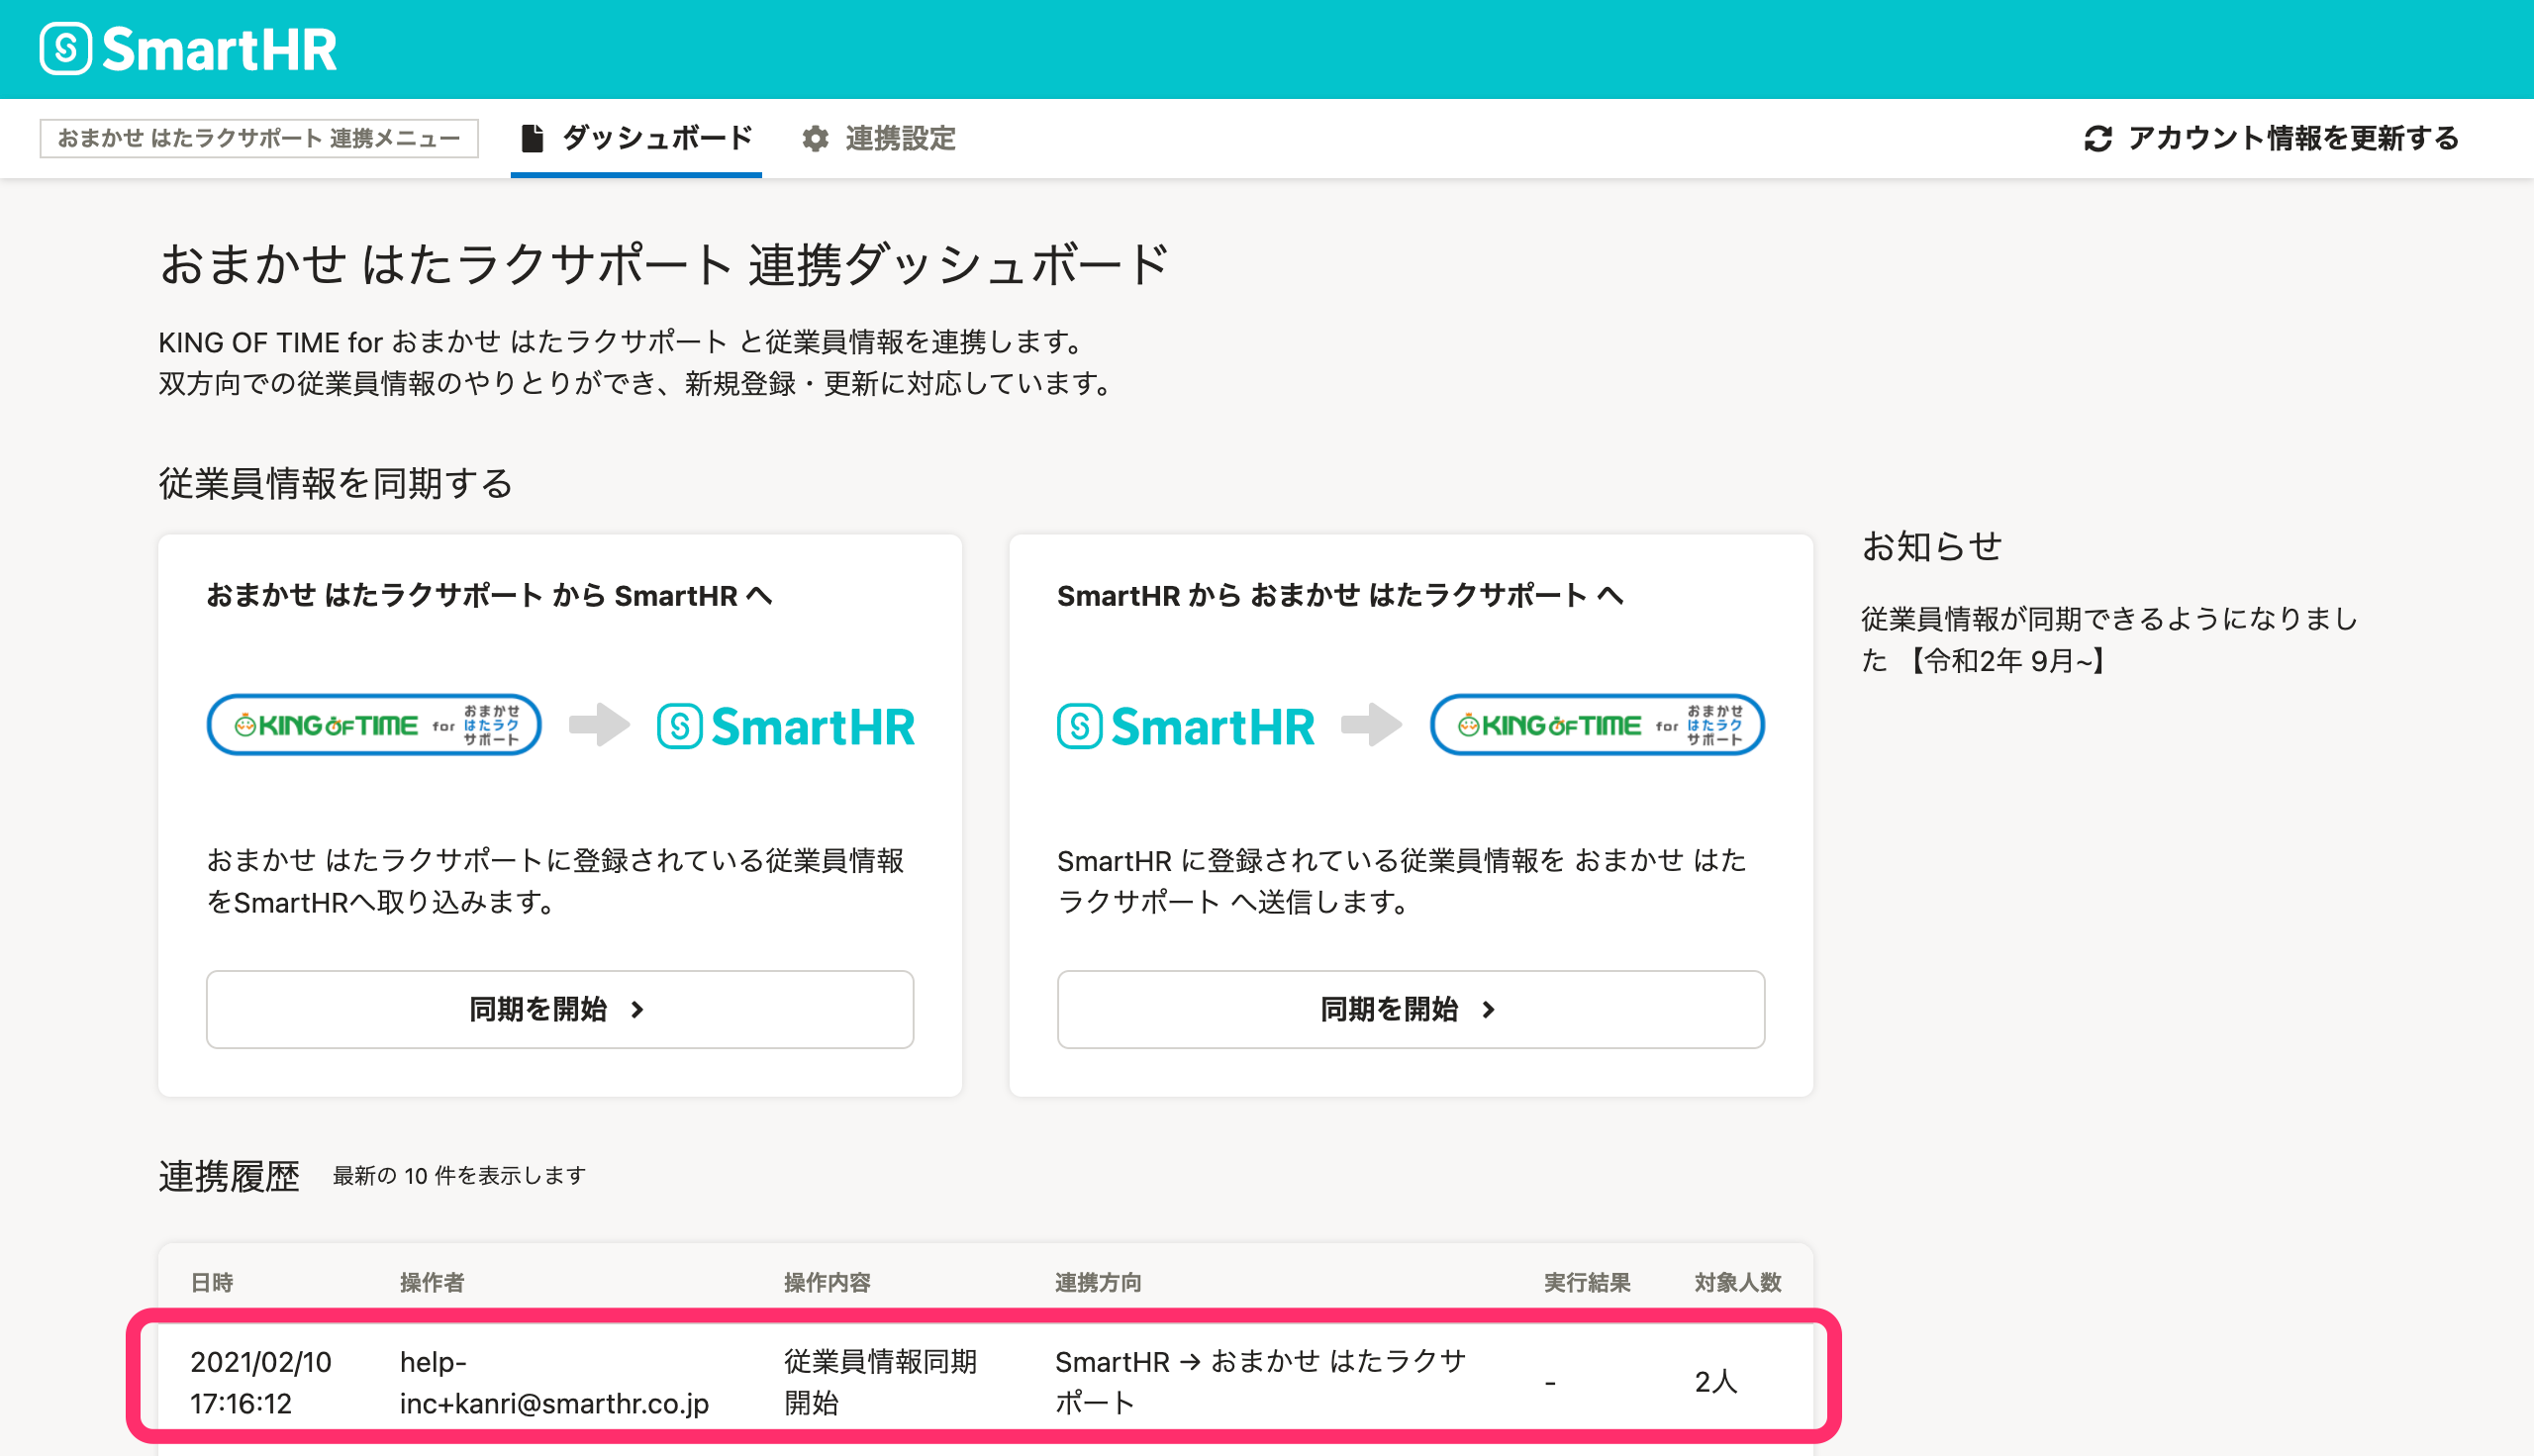 SmartHR
おまかせ はたラクサポート 連携メニュー
ダッシュボード
連携設定
アカウント情報を更新する
おまかせ はたラクサポート 連携ダッシュボード
KING OF TIME for おまかせ はたラクサポート と従業員情報を連携します。
双方向での従業員情報のやりとりができ、新規登録・更新に対応しています。
従業員情報を同期する
おまかせ はたラクサポート から SmartHR へ
KING OF TIME for おまかせ はたラクサポート
SmartHR
おまかせ はたラクサポートに登録されている従業員情報
をSmartHRへ取り込みます。
同期を開始
SmartHR から おまかせ はたラクサポート へ
SmartHR
KING OF TIME for おまかせ はたラクサポート
SmartHR に登録されている従業員情報を おまかせ はた
ラクサポート へ送信します。
同期を開始
お知らせ
従業員情報が同期できるようになりまし
た 【令和2年 9月~】
連携履歴
最新の 10 件を表示します
日時 操作者 操作内容 連携方向 実行結果 対象人数
2021/02/10
17:16:12
help-
inc+kanri@smarthr.co.jp
従業員情報同期
開始
SmartHR → おまかせ はたラクサ
ポート
-
2人